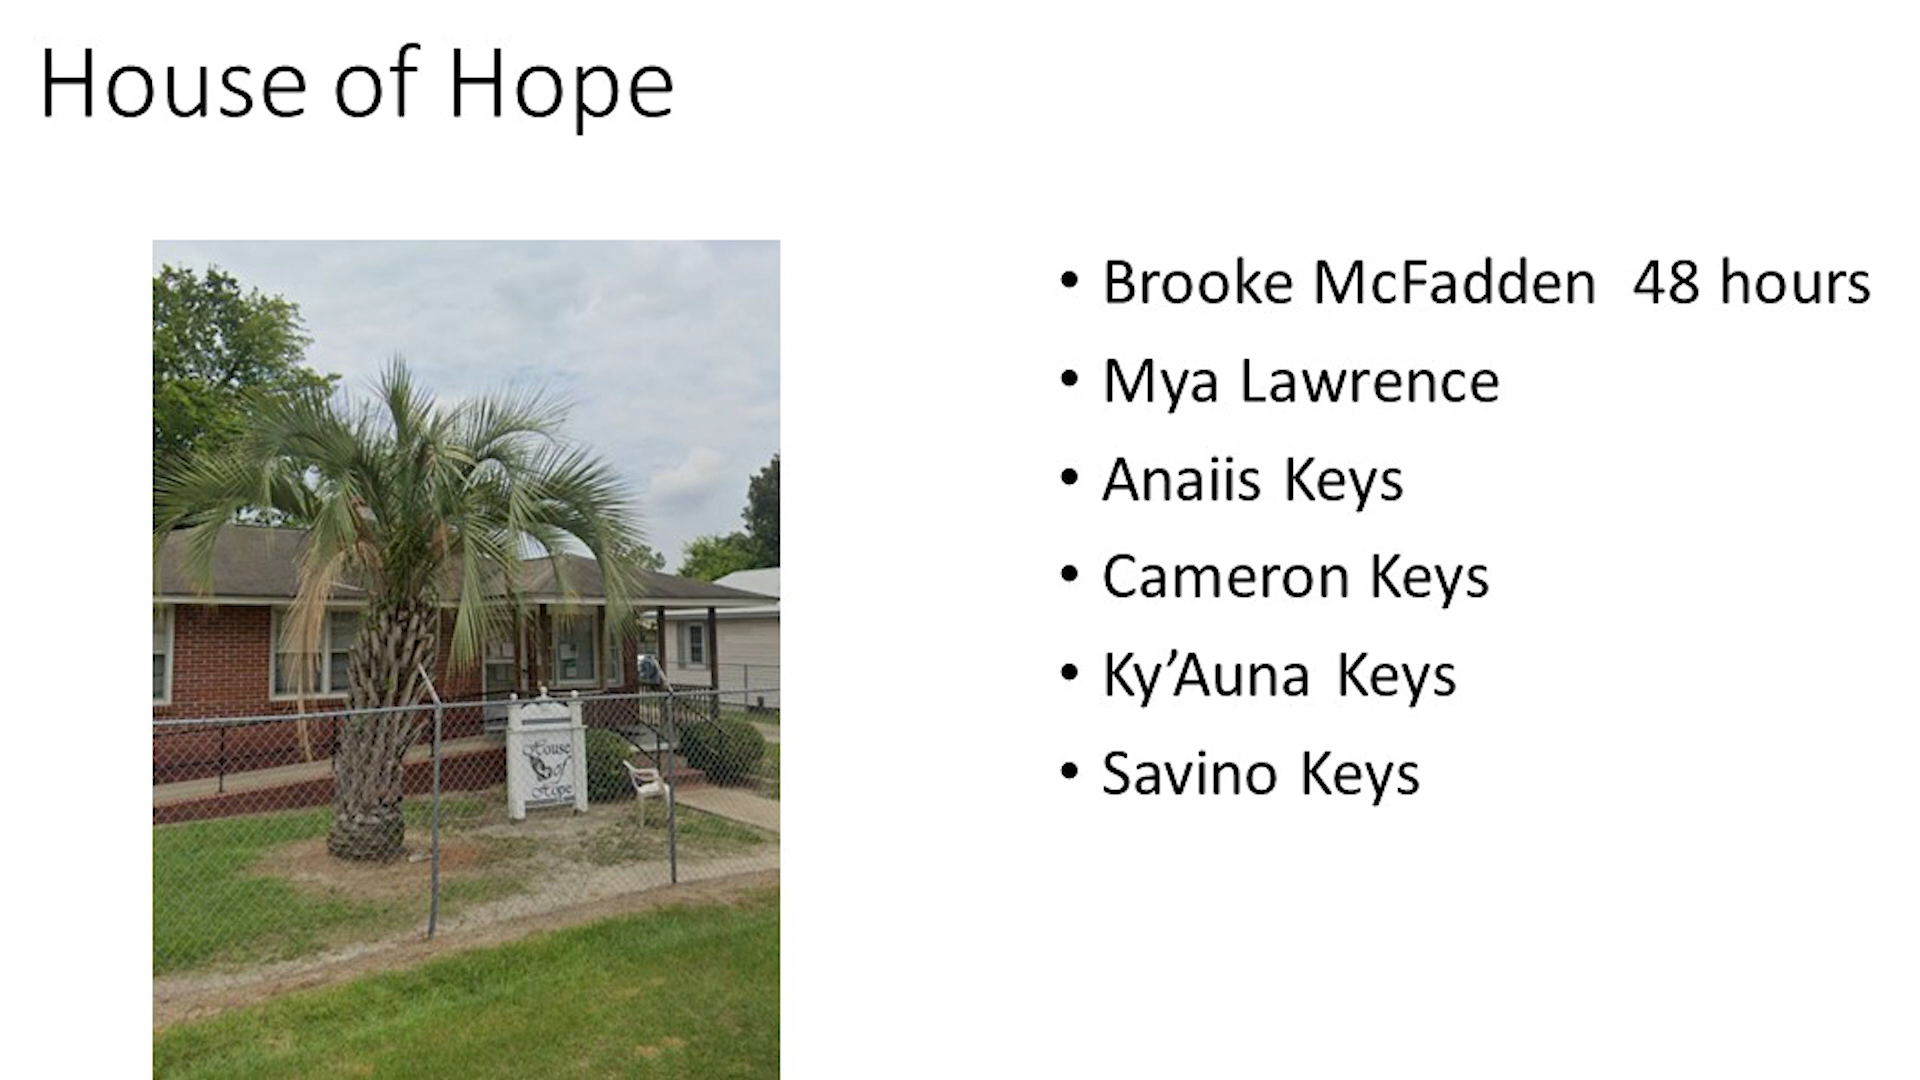 House of Hope
• Brooke McFadden  48 hours
• Mya Lawrence
• Anaiis Keys
• Cameron Keys
• Ky’Auna Keys
• Savino Keys
House
of
Hope